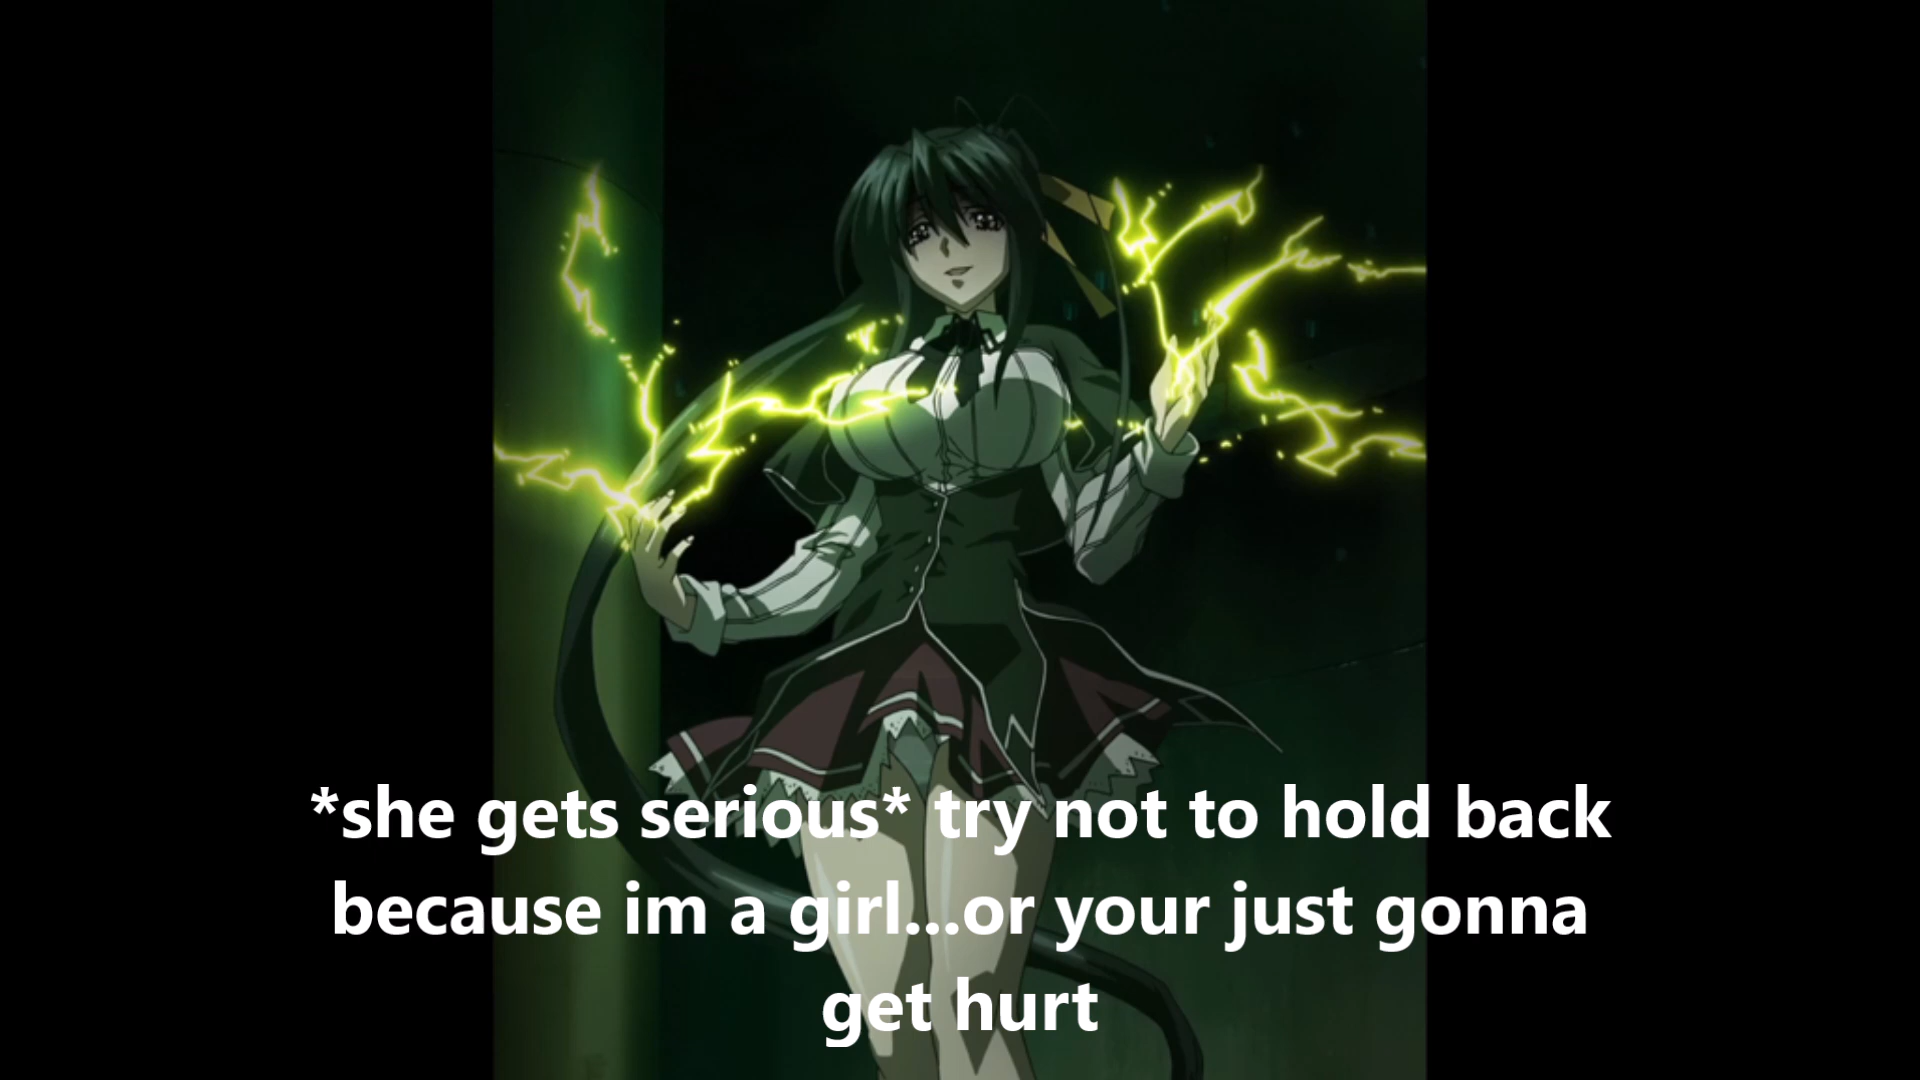 *she gets serious* try not to hold back
because im a girl...or your just gonna
get hurt